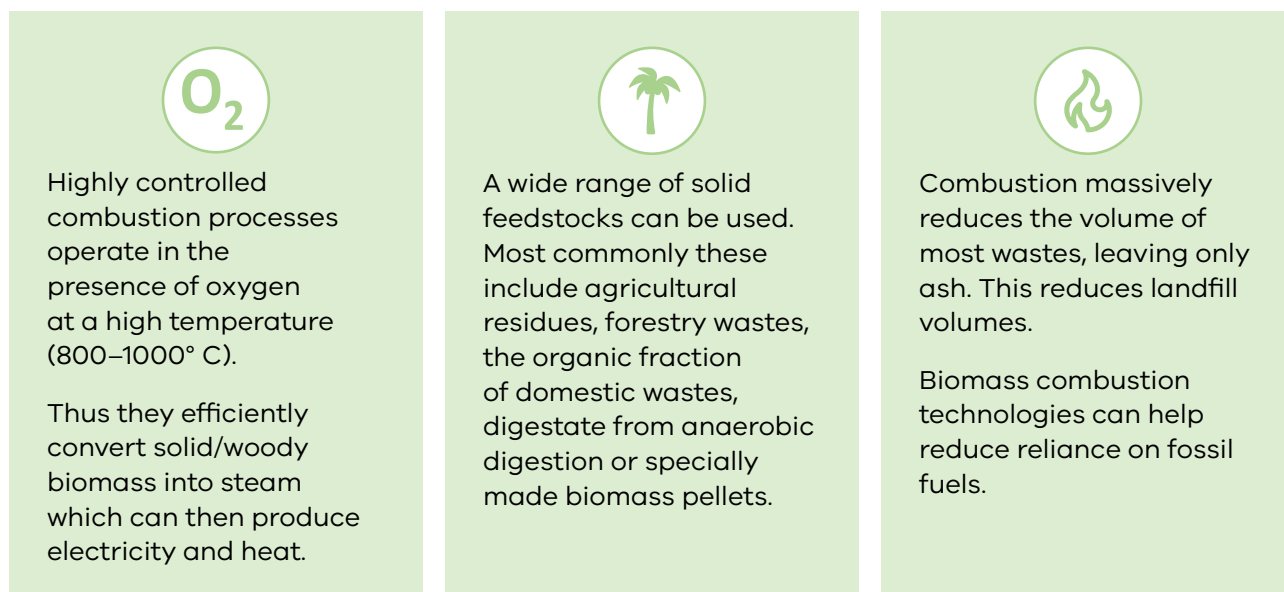 O₂
Highly controlled
combustion processes
operate in the
presence of oxygen
at a high temperature
(800–1000° C).
Thus they efficiently
convert solid/woody
biomass into steam
which can then produce
electricity and heat.
A wide range of solid
feedstocks can be used.
Most commonly these
include agricultural
residues, forestry wastes,
the organic fraction
of domestic wastes,
digestate from anaerobic
digestion or specially
made biomass pellets.
Combustion massively
reduces the volume of
most wastes, leaving only
ash. This reduces landfill
volumes.
Biomass combustion
technologies can help
reduce reliance on fossil
fuels.